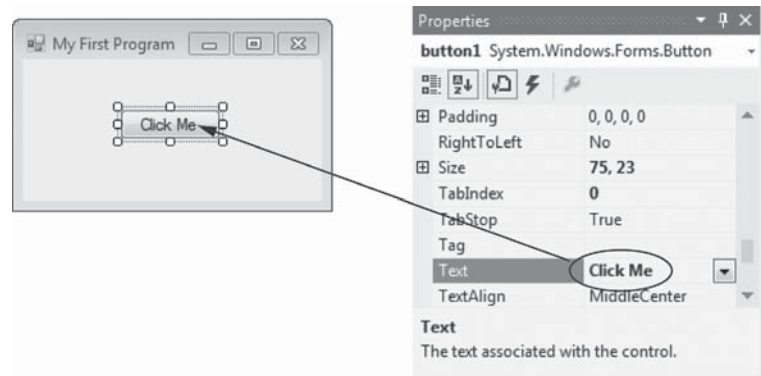 My First Program
Click Me
Properties
button1 System.Windows.Forms.Button
Padding 0, 0, 0, 0
RightToLeft No
Size 75, 23
TabIndex 0
TabStop True
Tag
Text Click Me
TextAlign MiddleCenter
Text
The text associated with the control.